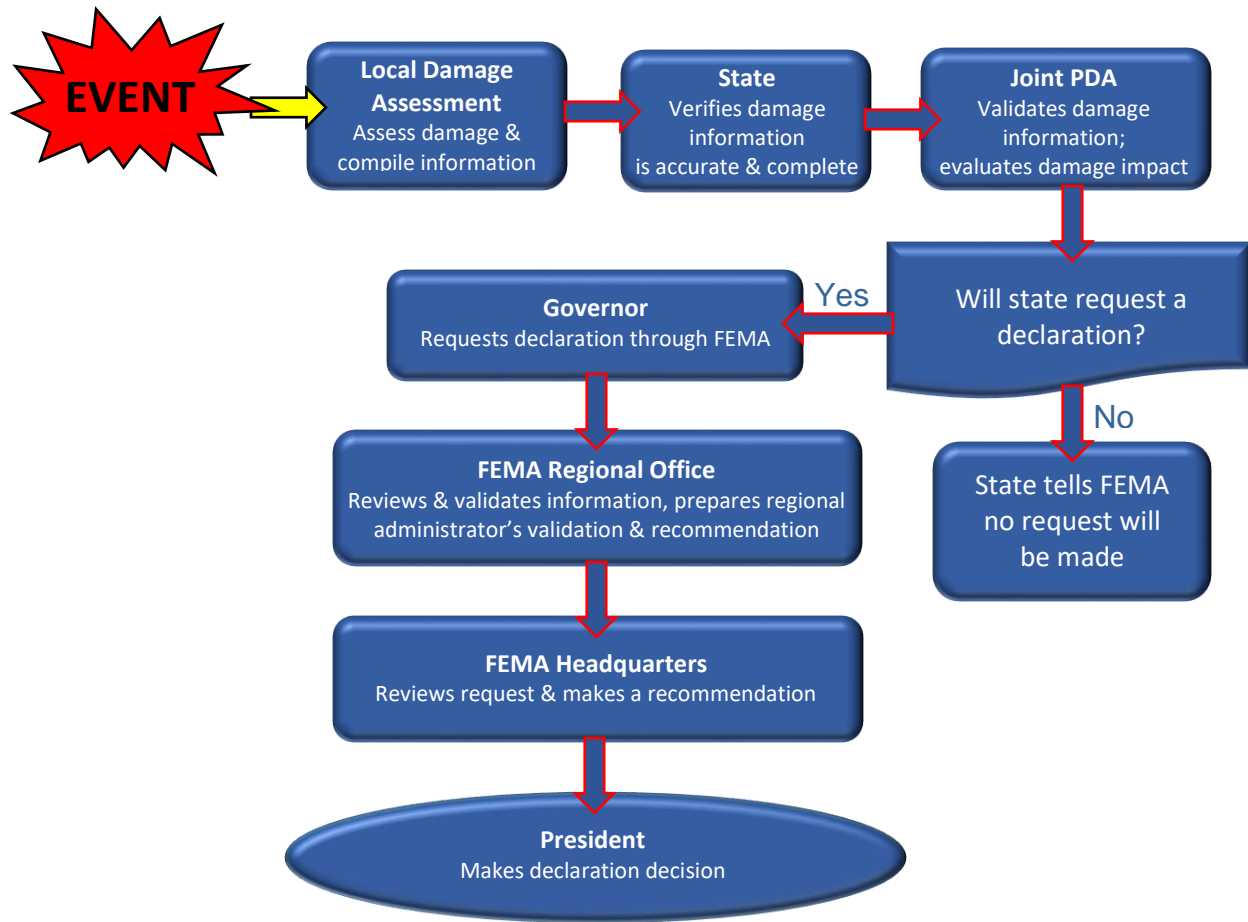 EVENT
Local Damage
Assessment
Assess damage &
compile information
State
Verifies damage
information
is accurate & complete
Joint PDA
Validates damage
information;
evaluates damage impact
Will state request a
declaration?
Yes
Governor
Requests declaration through FEMA
No
State tells FEMA
no request will
be made
FEMA Regional Office
Reviews & validates information, prepares regional
administrator’s validation & recommendation
FEMA Headquarters
Reviews request & makes a recommendation
President
Makes declaration decision